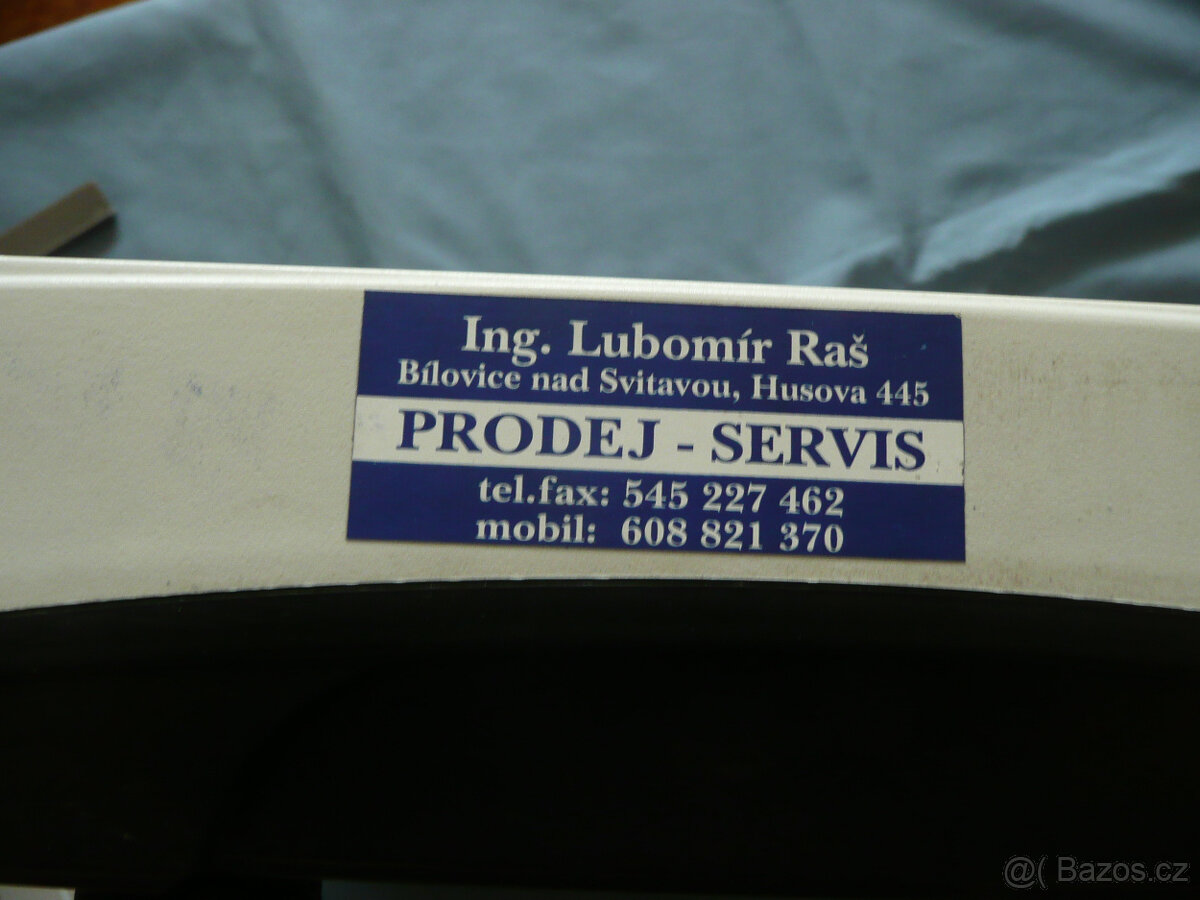 Ing. Lubomír Raš
Bílovice nad Svitavou, Husova 445
PRODEJ - SERVIS
tel.fax: 545 227 462
mobil: 608 821 370
@( Bazos.cz